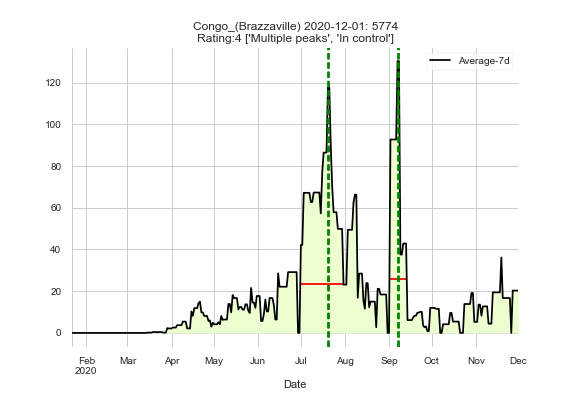 Congo_(Brazzaville) 2020-12-01: 5774
Rating:4 ['Multiple peaks', 'In control']
Average-7d
120
100
80
60
40
20
0
Feb Mar Apr May Jun Jul Aug Sep Oct Nov Dec
2020
Date